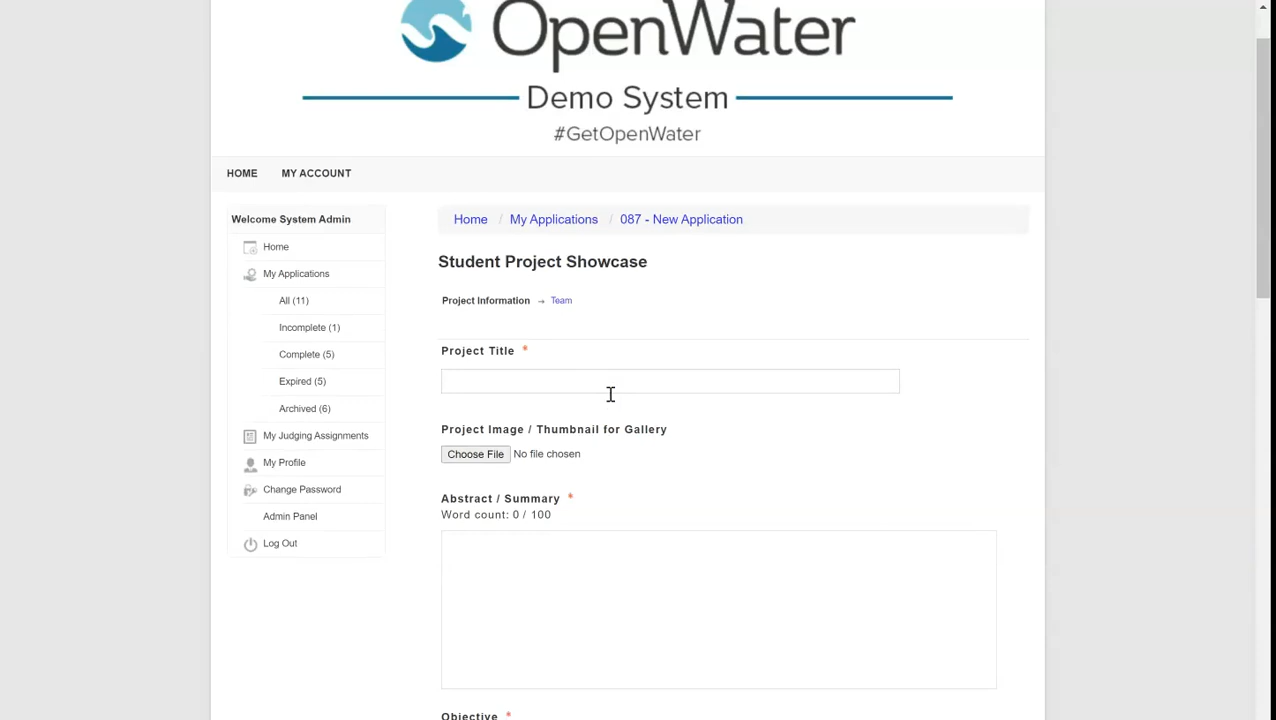 OpenWater
Demo System
#GetOpenWater
HOME MY ACCOUNT
Welcome System Admin
Home
My Applications
All (11)
Incomplete (1)
Complete (5)
Expired (5)
Archived (6)
My Judging Assignments
My Profile
Change Password
Admin Panel
Log Out
Home / My Applications / 087 - New Application
Student Project Showcase
Project Information → Team
Project Title *
Project Image / Thumbnail for Gallery
Choose File No file chosen
Abstract / Summary *
Word count: 0 / 100
Objective *